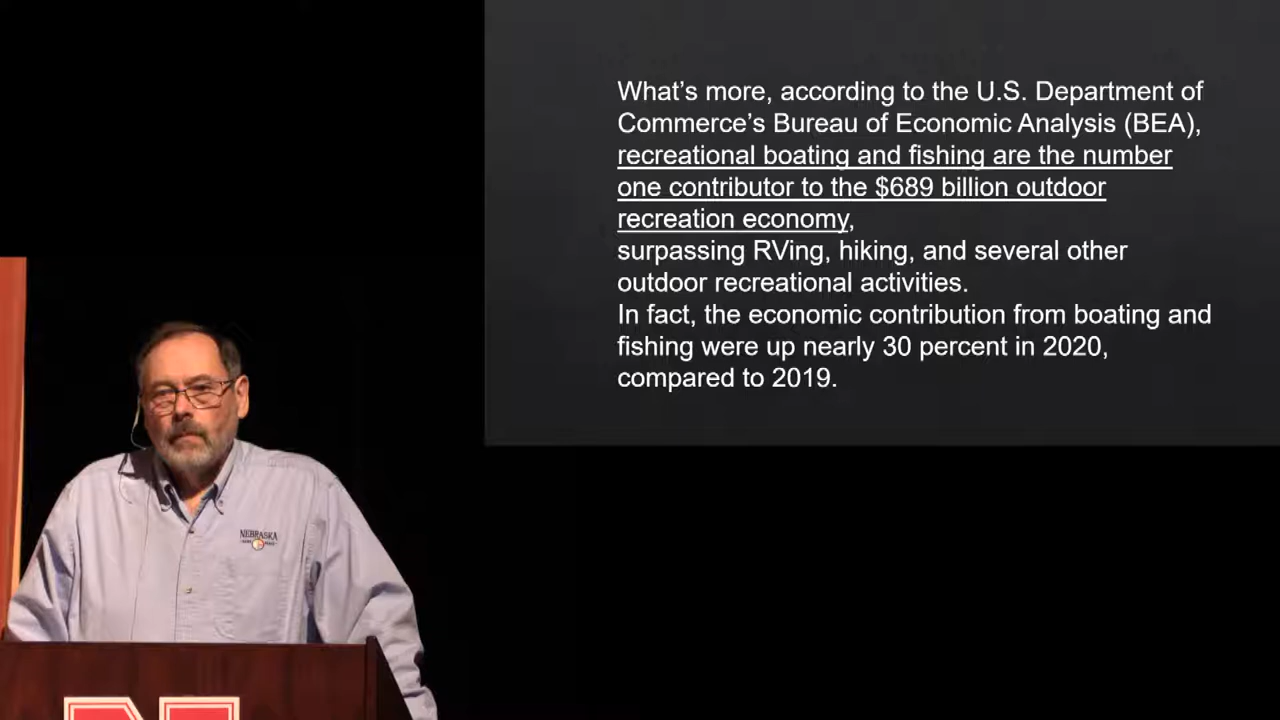 What's more, according to the U.S. Department of
Commerce's Bureau of Economic Analysis (BEA),
recreational boating and fishing are the number
one contributor to the $689 billion outdoor
recreation economy,
surpassing RVing, hiking, and several other
outdoor recreational activities.
In fact, the economic contribution from boating and
fishing were up nearly 30 percent in 2020,
compared to 2019.
NEBRASKA
N